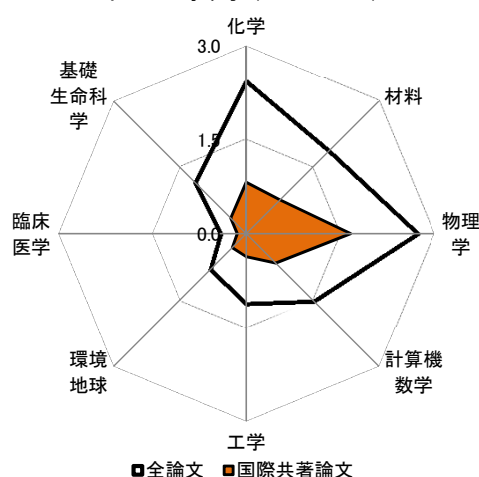 化学
3.0
基礎
生命科
学
材料
1.5
臨床
医学
0.0
物理
学
環境
地球
計算機
数学
工学
全論文 国際共著論文